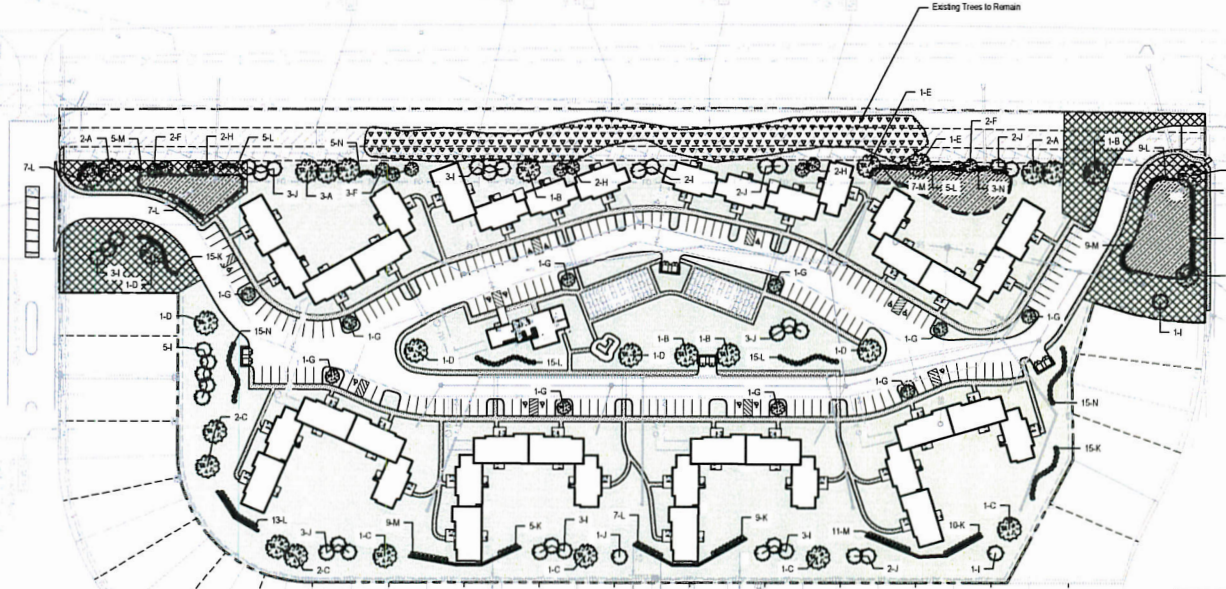 Existing Trees to Remain
1-E
2-A
5-M
2-F
2-H
5-L
5-N
1-E
2-F
2-J
2-A
1-B
9-L
7-L
3-J
3-A
3-F
3-I
1-B
2-H
2-I
2-J
2-H
7-M
5-L
3-N
7-L
15-K
3-I
1-D
9-M
1-G
1-G
1-G
1-G
1-G
1-G
1-I
1-D
15-N
5-I
1-G
1-D
15-L
1-D
1-B
1-B
3-J
15-L
1-D
1-G
1-G
1-G
15-N
2-C
15-K
13-L
3-J
2-C
1-C
9-M
5-K
3-I
1-C
1-J
7-L
9-K
3-I
1-C
11-M
2-J
10-K
1-C
1-I